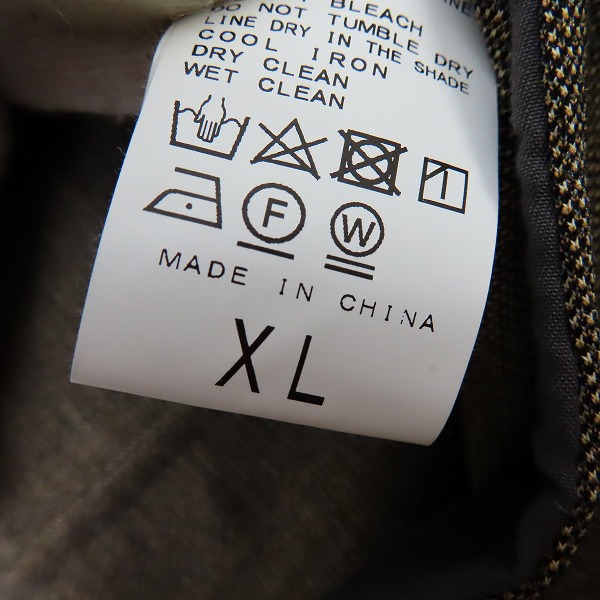 BLEACH
DO NOT TUMBLE DRY
LINE DRY IN THE SHADE
COOL IRON
DRY CLEAN
WET CLEAN
F
W
MADE IN CHINA
XL